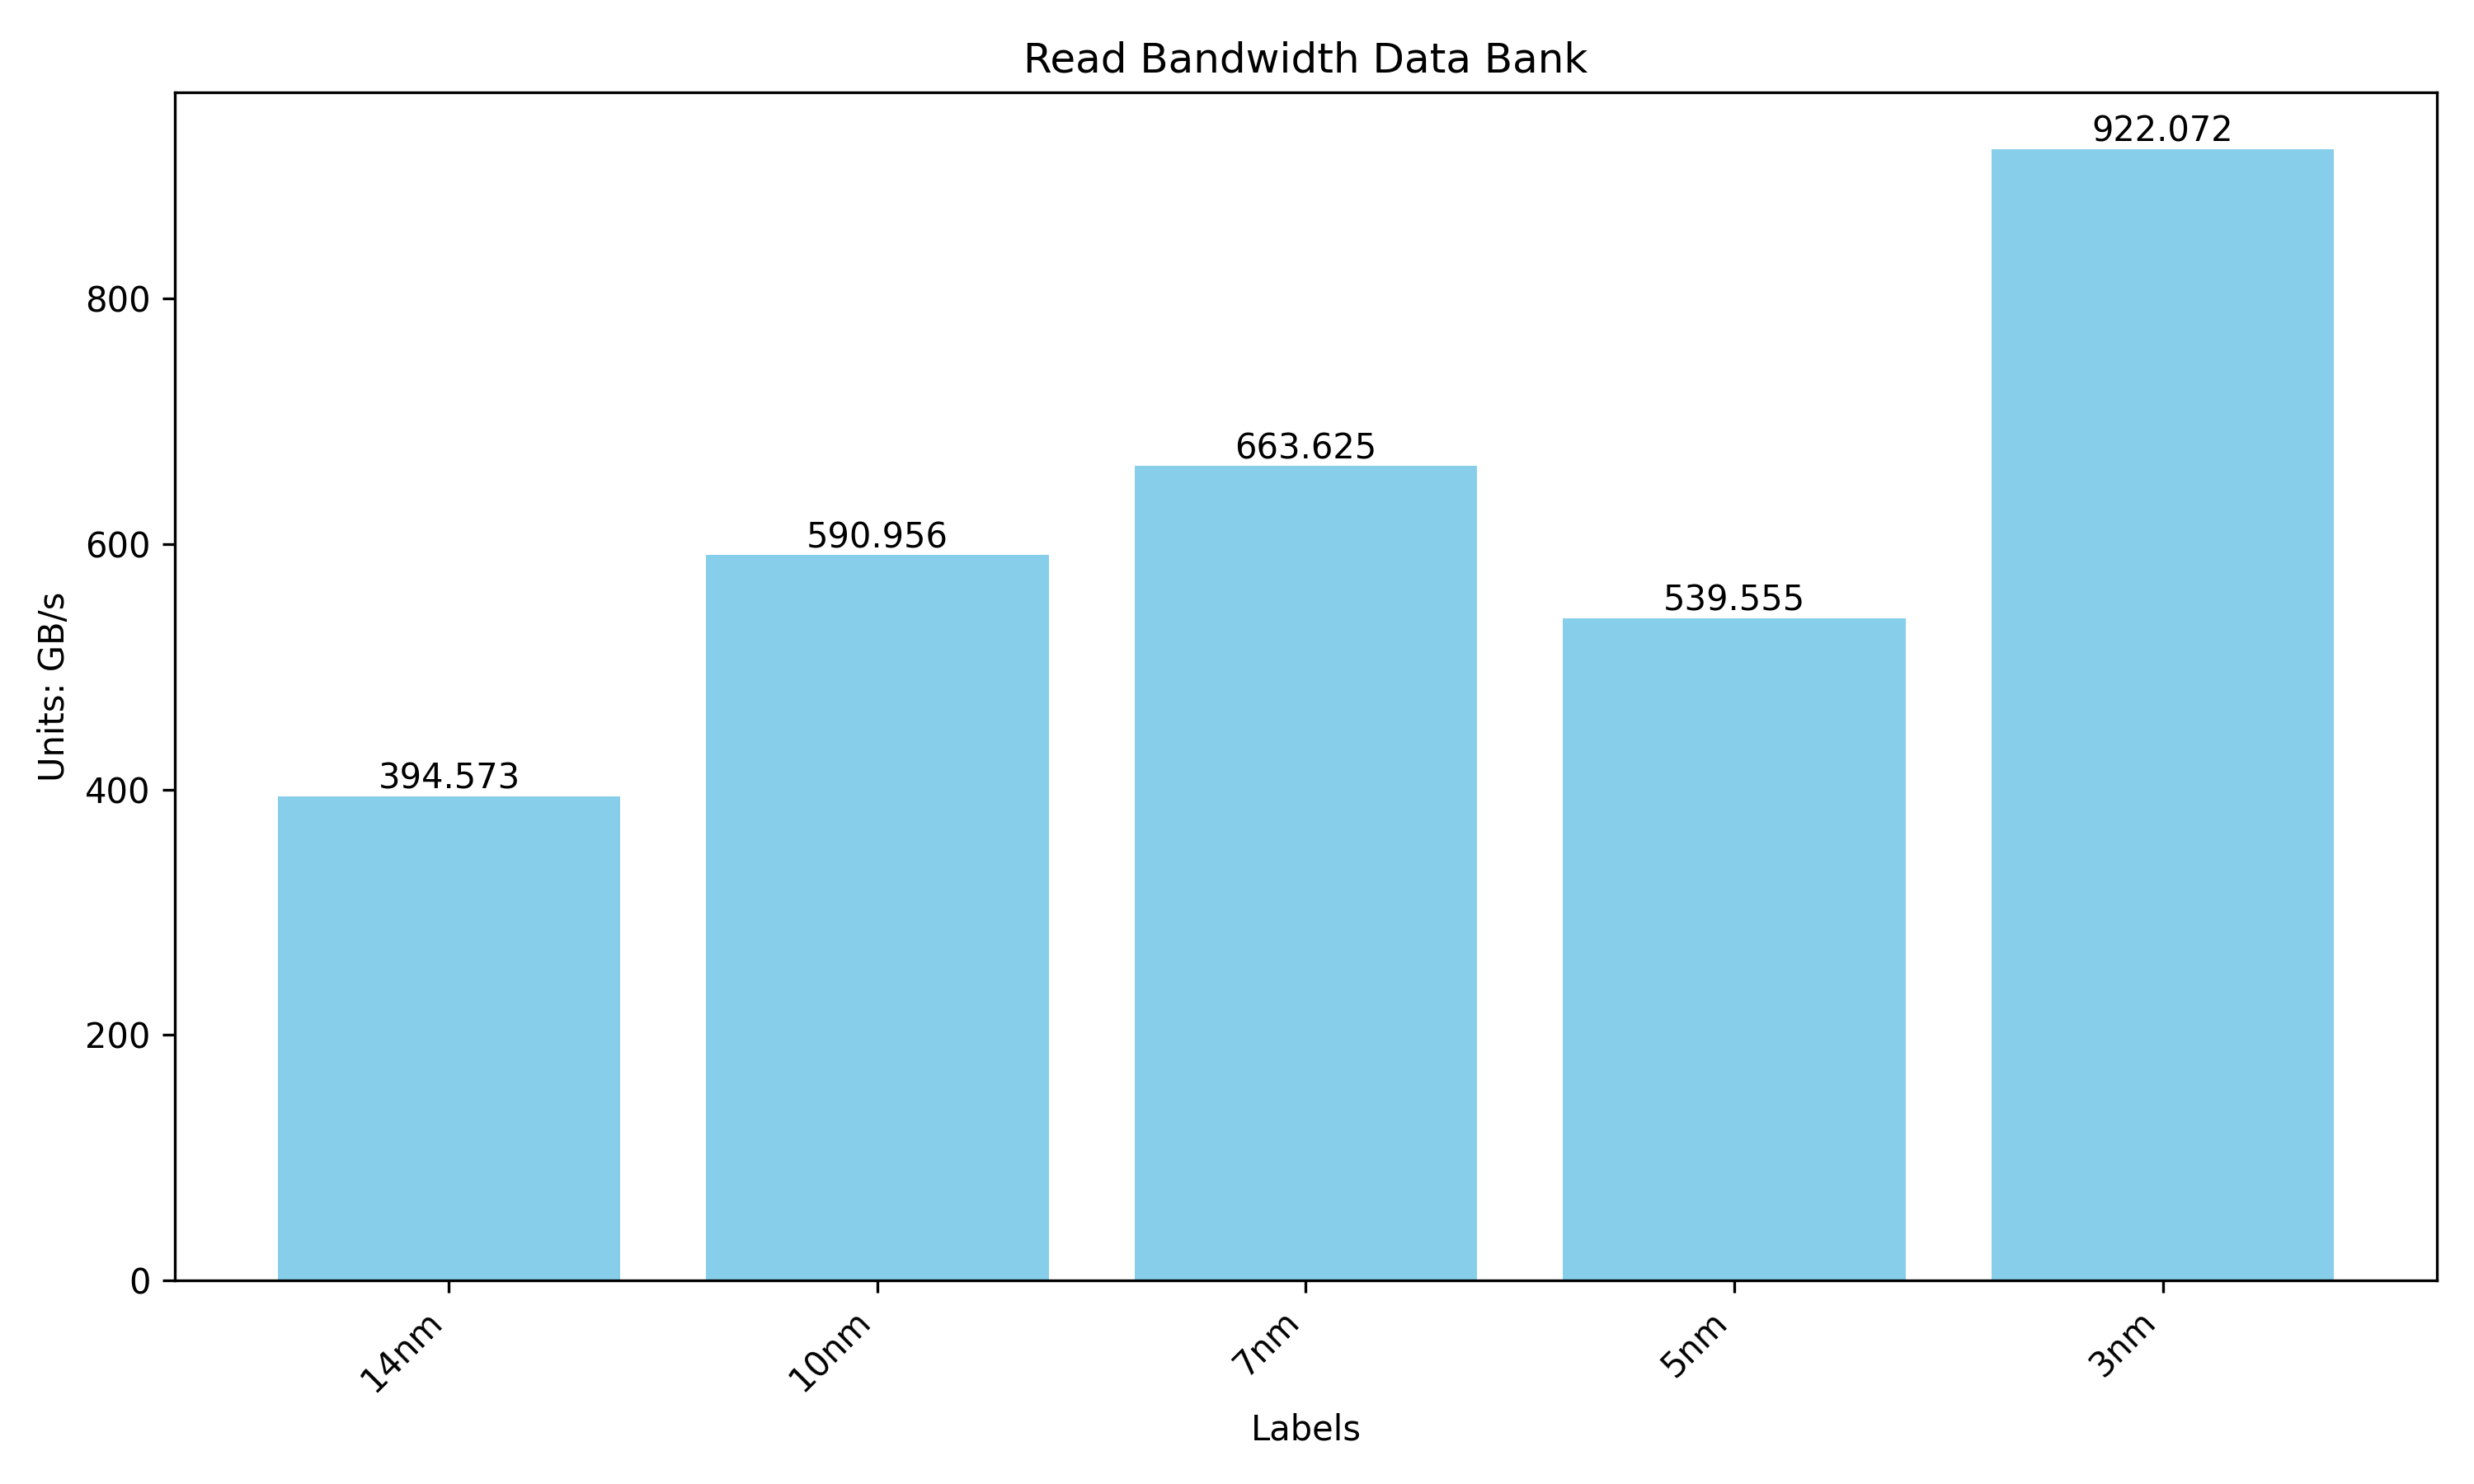 Read Bandwidth Data Bank
Units: GB/s
800
600
400
200
0
394.573
590.956
663.625
539.555
922.072
14nm
10nm
7nm
5nm
3nm
Labels